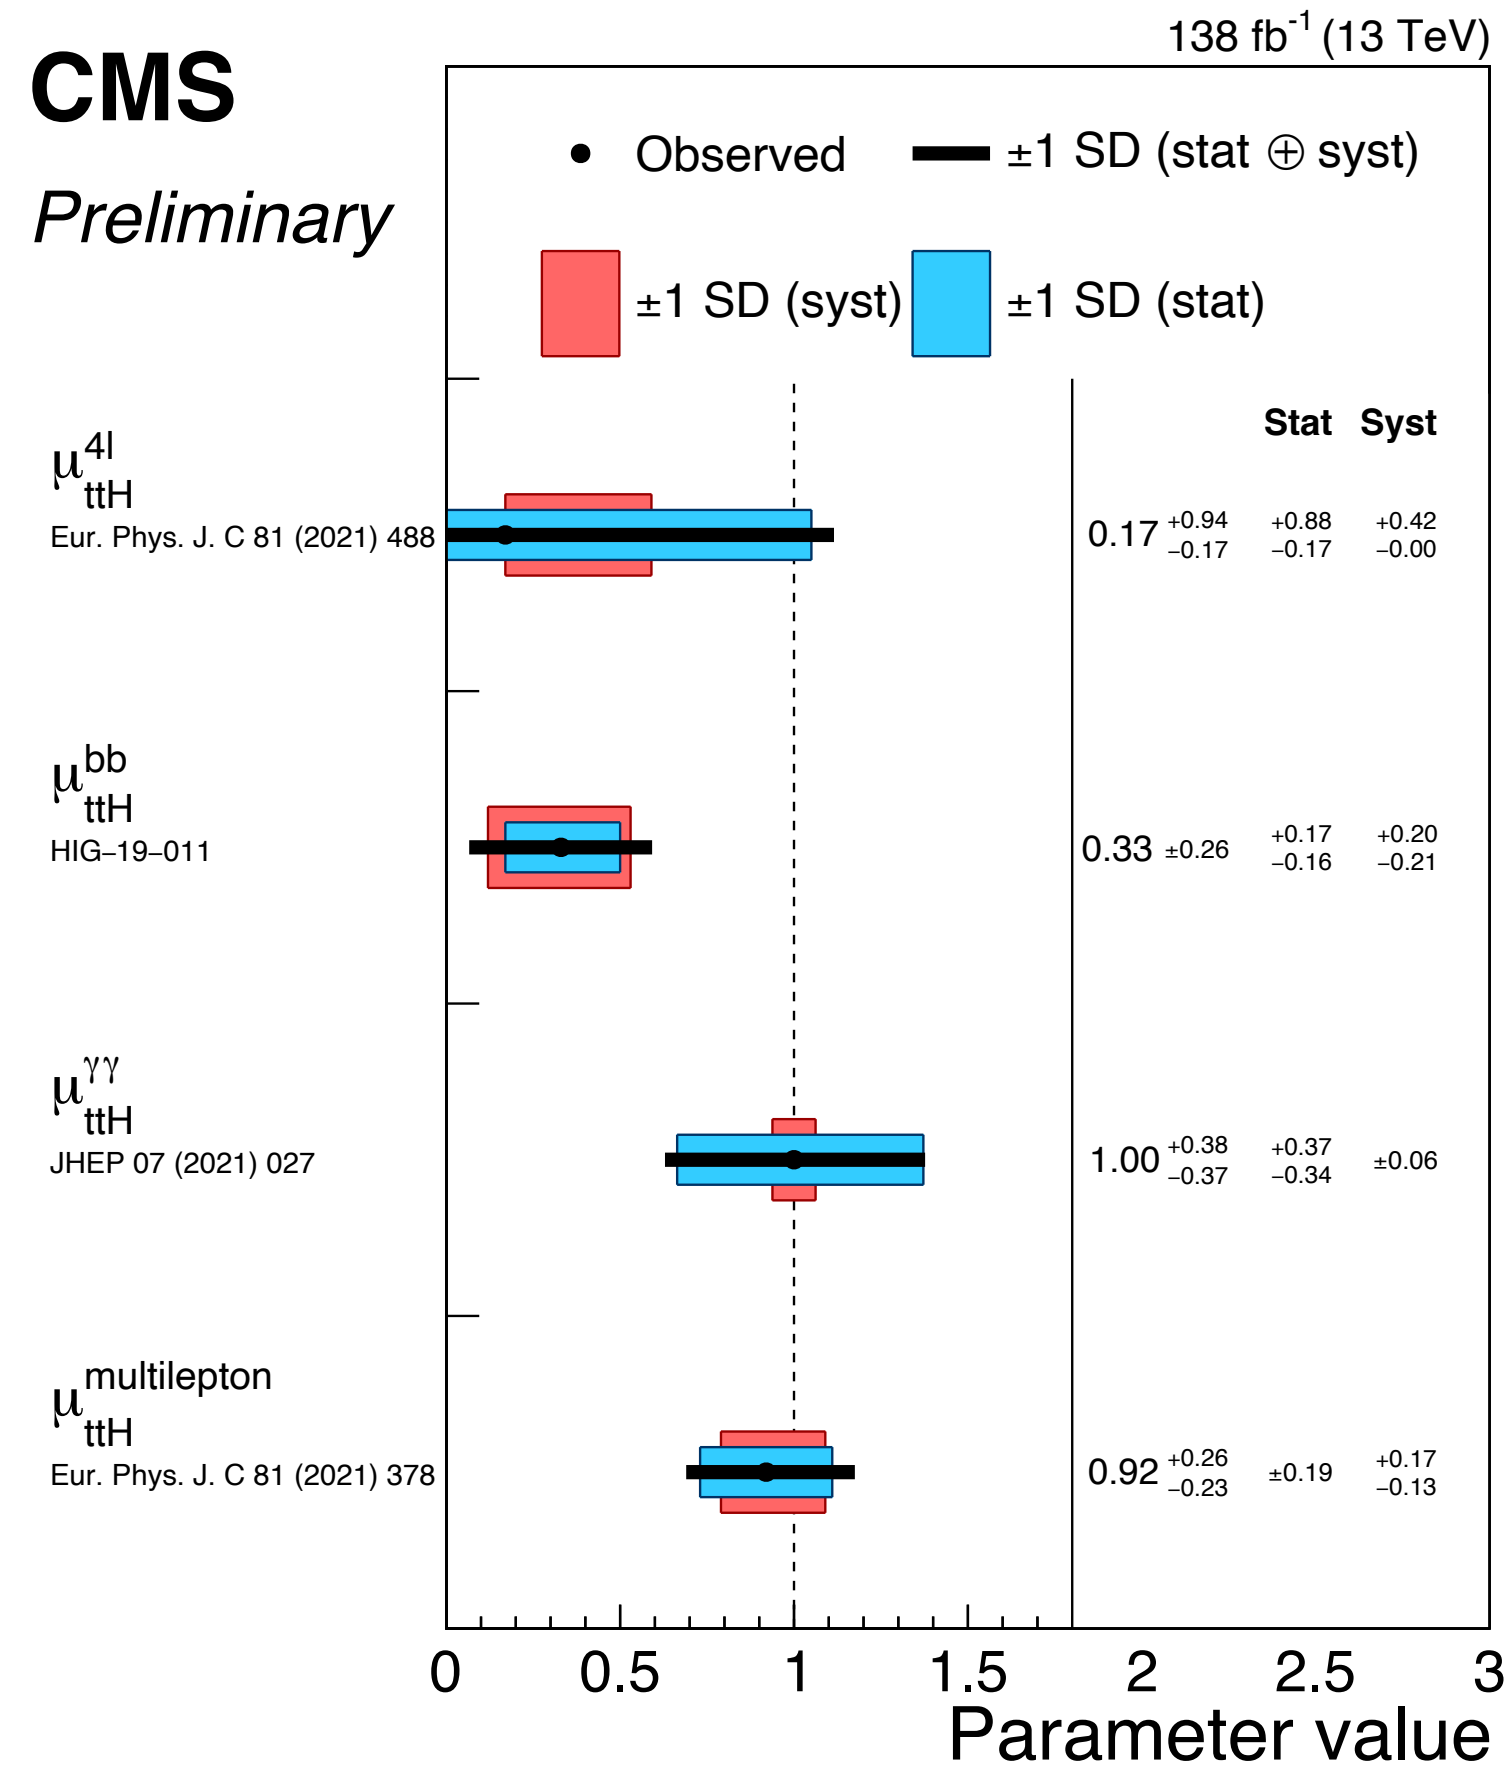 138 fb⁻¹ (13 TeV)
CMS
Preliminary
Observed ±1 SD (stat ⊕ syst)
±1 SD (syst) ±1 SD (stat)
Stat Syst
μ 4l ttH
Eur. Phys. J. C 81 (2021) 488
0.17 +0.94 −0.17 +0.88 −0.17 +0.42 −0.00
μ bb ttH
HIG−19−011
0.33 ±0.26 +0.17 −0.16 +0.20 −0.21
μ γγ ttH
JHEP 07 (2021) 027
1.00 +0.38 −0.37 +0.37 −0.34 ±0.06
μ multilepton ttH
Eur. Phys. J. C 81 (2021) 378
0.92 +0.26 −0.23 ±0.19 +0.17 −0.13
0 0.5 1 1.5 2 2.5 3
Parameter value